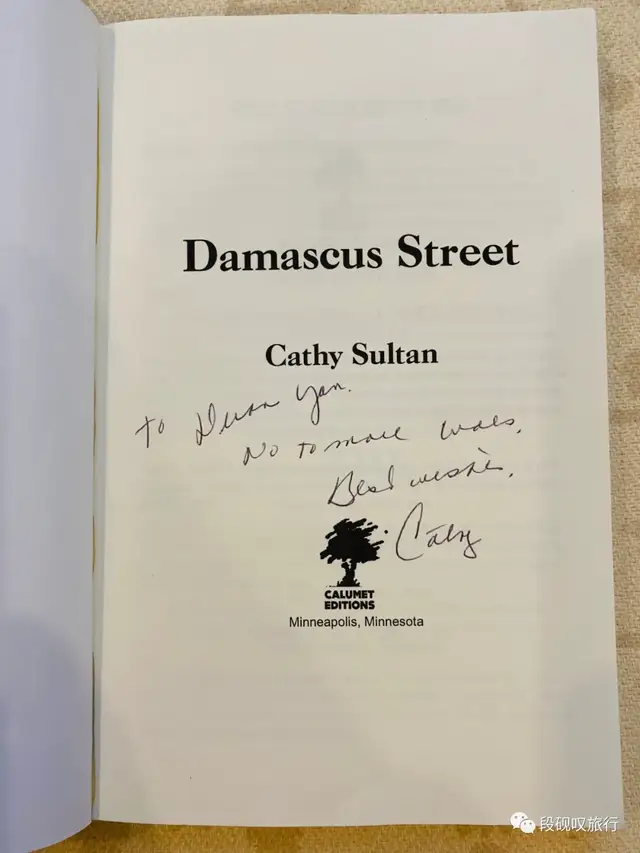 Damascus Street
Cathy Sultan
To Duan Yan.
No to more wars.
Best wishes,
Cathy
CALUMET
EDITIONS
Minneapolis, Minnesota
段砚叹旅行